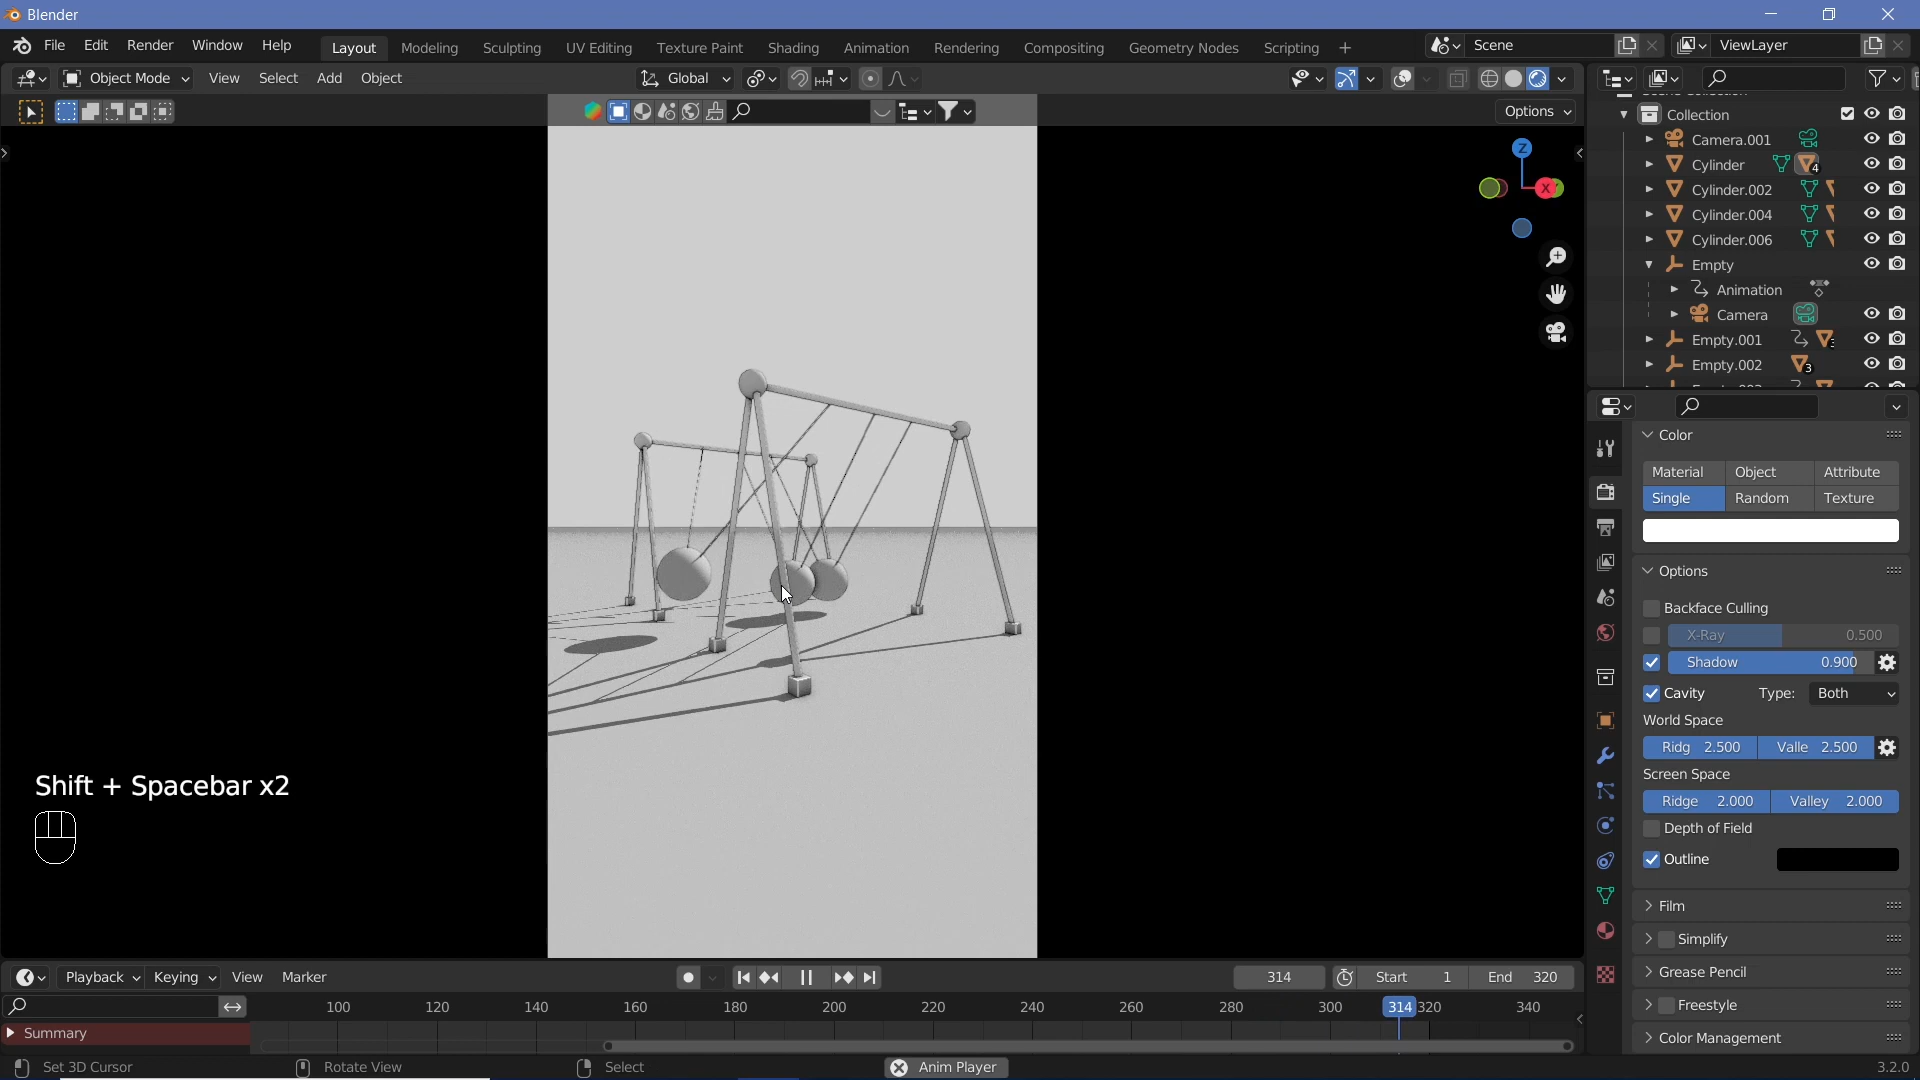 Blender
File Edit Render Window Help Layout Modeling Sculpting UV Editing Texture Paint Shading Animation Rendering Compositing Geometry Nodes Scripting + Scene ViewLayer
Object Mode View Select Add Object Global
Options
Collection
Camera.001
Cylinder 4
Cylinder.002
Cylinder.004
Cylinder.006
Empty
Animation
Camera
Empty.001
Empty.002 3
Z
X
Color
Material Object Attribute
Single Random Texture
Options
Backface Culling
X-Ray 0.500
Shadow 0.900
Cavity Type: Both
World Space
Ridg 2.500 Valle 2.500
Screen Space
Ridge 2.000 Valley 2.000
Depth of Field
Outline
Film
Simplify
Grease Pencil
Freestyle
Color Management
Shift + Spacebar x2
Playback Keying View Marker 314 Start 1 End 320
100 120 140 160 180 200 220 240 260 280 300 314 320 340
Summary
Set 3D Cursor Rotate View Select Anim Player 3.2.0